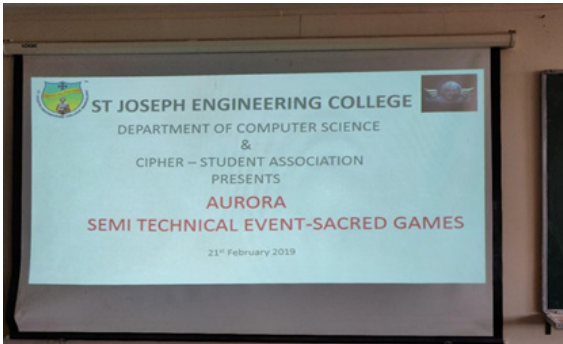 ST JOSEPH ENGINEERING COLLEGE
DEPARTMENT OF COMPUTER SCIENCE
&
CIPHER – STUDENT ASSOCIATION
PRESENTS
AURORA
SEMI TECHNICAL EVENT-SACRED GAMES
21st February 2019